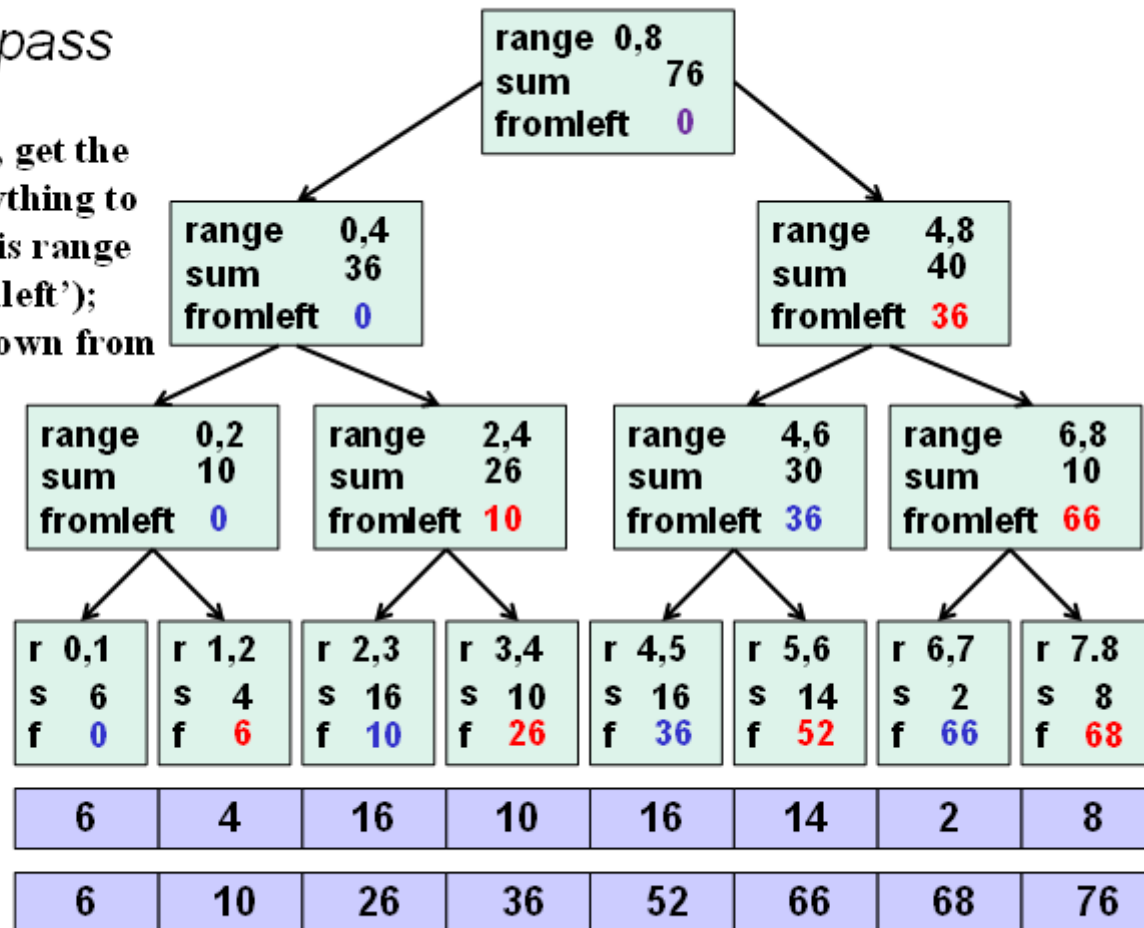 pass
, get the
ything to
is range
left’);
own from
range 0,8
sum 76
fromleft 0
range 0,4
sum 36
fromleft 0
range 4,8
sum 40
fromleft 36
range 0,2
sum 10
fromleft 0
range 2,4
sum 26
fromleft 10
range 4,6
sum 30
fromleft 36
range 6,8
sum 10
fromleft 66
r 0,1
s 6
f 0
r 1,2
s 4
f 6
r 2,3
s 16
f 10
r 3,4
s 10
f 26
r 4,5
s 16
f 36
r 5,6
s 14
f 52
r 6,7
s 2
f 66
r 7.8
s 8
f 68
6 4 16 10 16 14 2 8
6 10 26 36 52 66 68 76